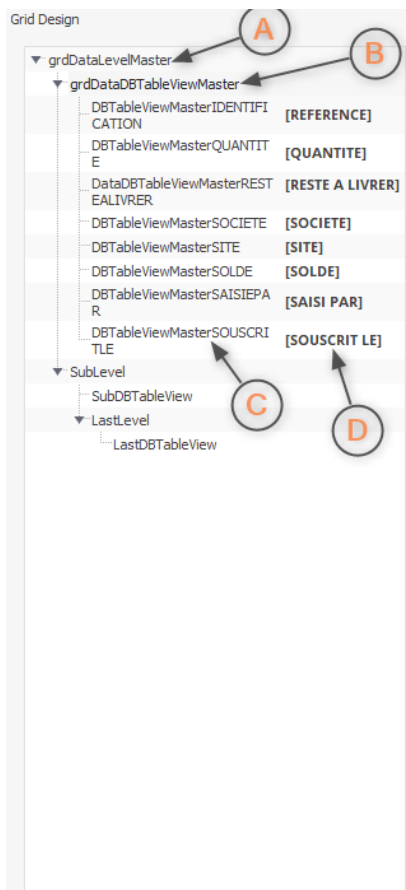 Grid Design
A
grdDataLevelMaster
B
grdDataDBTableViewMaster
DBTableViewMasterIDENTIFI
CATION
[REFERENCE]
DBTableViewMasterQUANTIT
E
[QUANTITE]
DataDBTableViewMasterREST
EALIVRER
[RESTE A LIVRER]
DBTableViewMasterSOCIETE [SOCIETE]
DBTableViewMasterSITE [SITE]
DBTableViewMasterSOLDE [SOLDE]
DBTableViewMasterSAISIEPA
R
[SAISI PAR]
DBTableViewMasterSOUSCRI
TLE
[SOUSCRIT LE]
SubLevel
SubDBTableView
C
D
LastLevel
LastDBTableView